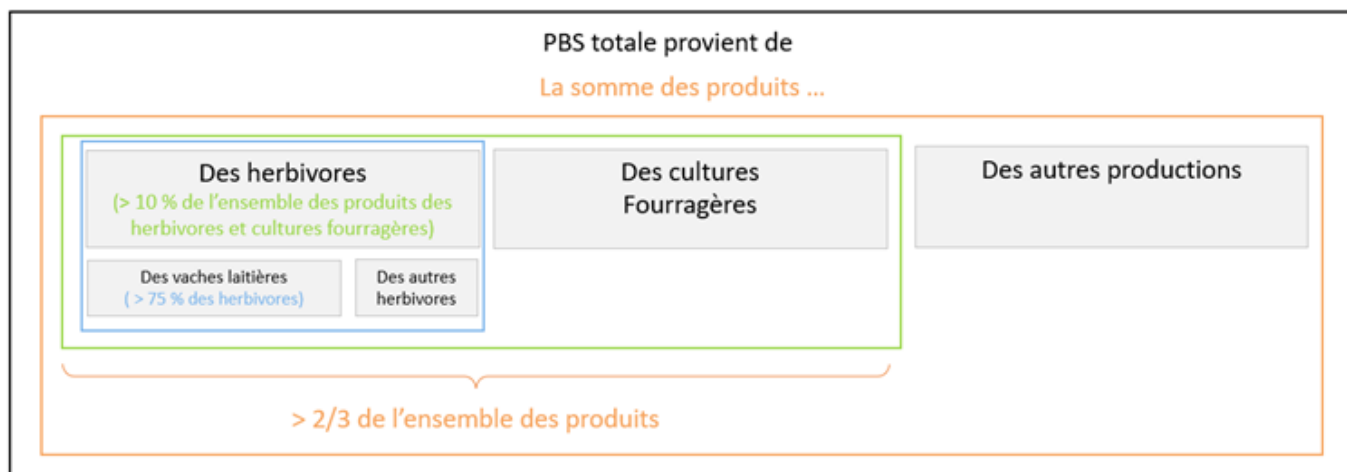 PBS totale provient de
La somme des produits ...
Des herbivores
(> 10 % de l'ensemble des produits des
herbivores et cultures fourragères)
Des cultures
Fourragères
Des autres productions
Des vaches laitières
( > 75 % des herbivores)
Des autres
herbivores
> 2/3 de l'ensemble des produits